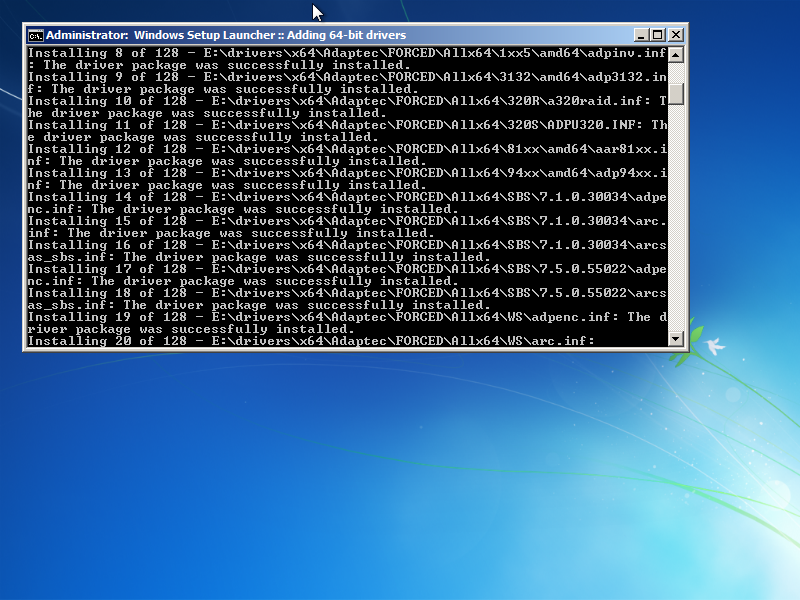 Administrator:  Windows Setup Launcher :: Adding 64-bit drivers
Installing 8 of 128 - E:\drivers\x64\Adaptec\FORCED\Allx64\1xx5\amd64\adpinv.inf
: The driver package was successfully installed.
Installing 9 of 128 - E:\drivers\x64\Adaptec\FORCED\Allx64\3132\amd64\adp3132.in
f: The driver package was successfully installed.
Installing 10 of 128 - E:\drivers\x64\Adaptec\FORCED\Allx64\320R\a320raid.inf: T
he driver package was successfully installed.
Installing 11 of 128 - E:\drivers\x64\Adaptec\FORCED\Allx64\320S\ADPU320.INF: Th
e driver package was successfully installed.
Installing 12 of 128 - E:\drivers\x64\Adaptec\FORCED\Allx64\81xx\amd64\aar81xx.i
nf: The driver package was successfully installed.
Installing 13 of 128 - E:\drivers\x64\Adaptec\FORCED\Allx64\94xx\amd64\adp94xx.i
nf: The driver package was successfully installed.
Installing 14 of 128 - E:\drivers\x64\Adaptec\FORCED\Allx64\SBS\7.1.0.30034\adpe
nc.inf: The driver package was successfully installed.
Installing 15 of 128 - E:\drivers\x64\Adaptec\FORCED\Allx64\SBS\7.1.0.30034\arc.
inf: The driver package was successfully installed.
Installing 16 of 128 - E:\drivers\x64\Adaptec\FORCED\Allx64\SBS\7.1.0.30034\arcs
as_sbs.inf: The driver package was successfully installed.
Installing 17 of 128 - E:\drivers\x64\Adaptec\FORCED\Allx64\SBS\7.5.0.55022\adpe
nc.inf: The driver package was successfully installed.
Installing 18 of 128 - E:\drivers\x64\Adaptec\FORCED\Allx64\SBS\7.5.0.55022\arcs
as_sbs.inf: The driver package was successfully installed.
Installing 19 of 128 - E:\drivers\x64\Adaptec\FORCED\Allx64\WS\adpenc.inf: The d
river package was successfully installed.
Installing 20 of 128 - E:\drivers\x64\Adaptec\FORCED\Allx64\WS\arc.inf: